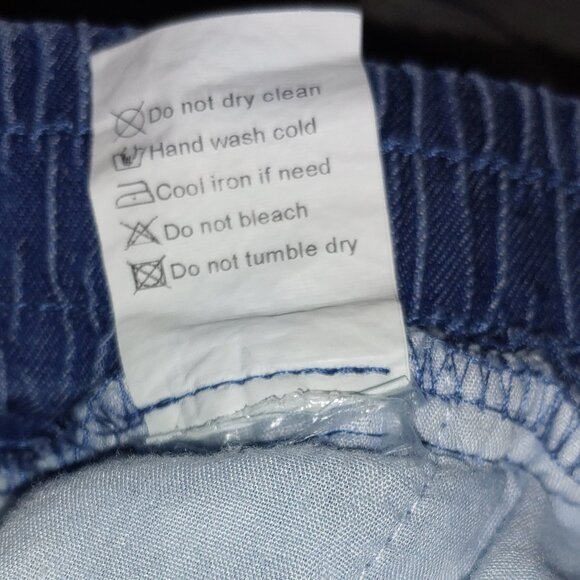 Do not dry clean
Hand wash cold
Cool iron if need
Do not bleach
Do not tumble dry